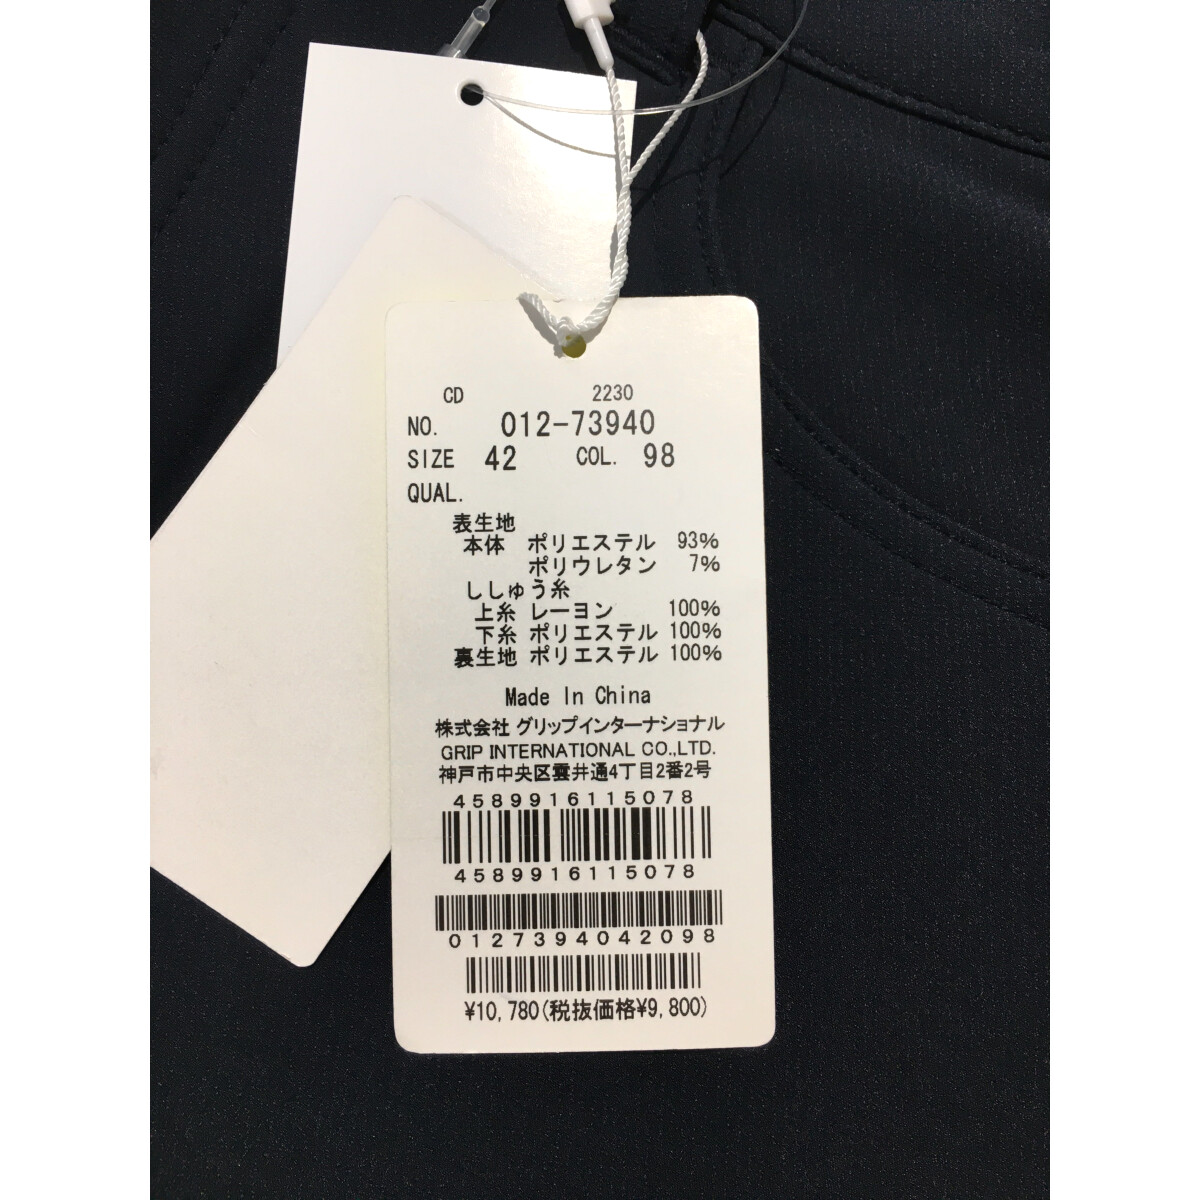 CD 2230
NO. 012-73940
SIZE 42 COL. 98
QUAL.
表生地
本体 ポリエステル 93%
ポリウレタン 7%
ししゅう糸
上糸 レーヨン 100%
下糸 ポリエステル 100%
裏生地 ポリエステル 100%
Made In China
株式会社 グリップインターナショナル
GRIP INTERNATIONAL CO.,LTD.
神戸市中央区雲井通4丁目2番2号
4589916115078
4589916115078
0127394042098
¥10,780(税抜価格¥9,800)